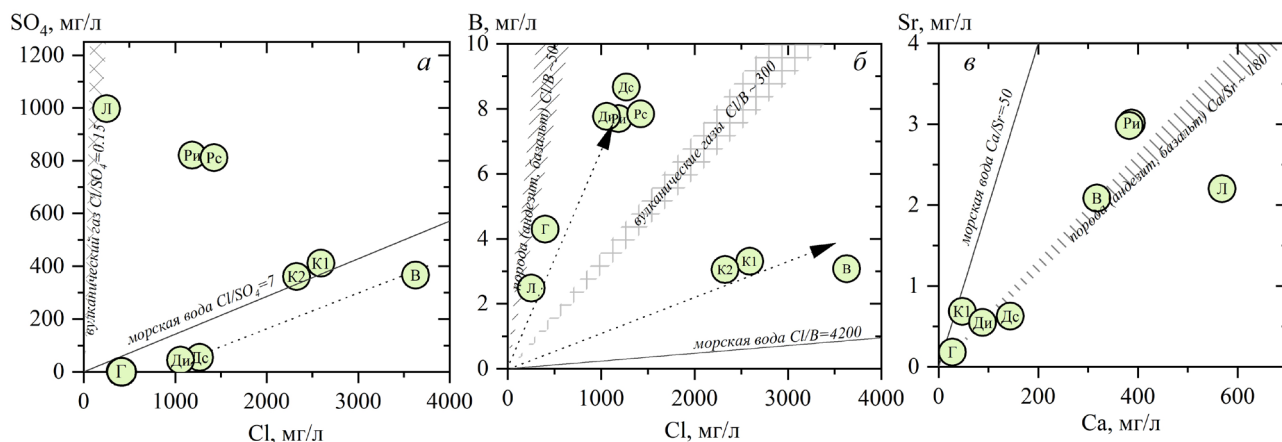 SO₄, мг/л
а
1200
1000
800
600
400
200
0
0
1000
2000
3000
4000
Cl, мг/л
вулканический газ Cl/SO₄=0.15
морская вода Cl/SO₄=7
Л
Ри
Рс
К2
К1
В
Г
Ди
Дс
B, мг/л
б
10
8
6
4
2
0
0
1000
2000
3000
4000
Cl, мг/л
порода (андезит, базальт) Cl/B ~50
вулканические газы Cl/B ~ 300
морская вода Cl/B=4200
Дс
Ди
Ри
Рс
Г
Л
К2
К1
В
Sr, мг/л
в
4
3
2
1
0
0
200
400
600
Ca, мг/л
морская вода Ca/Sr=50
порода (андезит, базальт) Ca/Sr ~ 180
Ри
В
Л
К1
Ди
Дс
Г